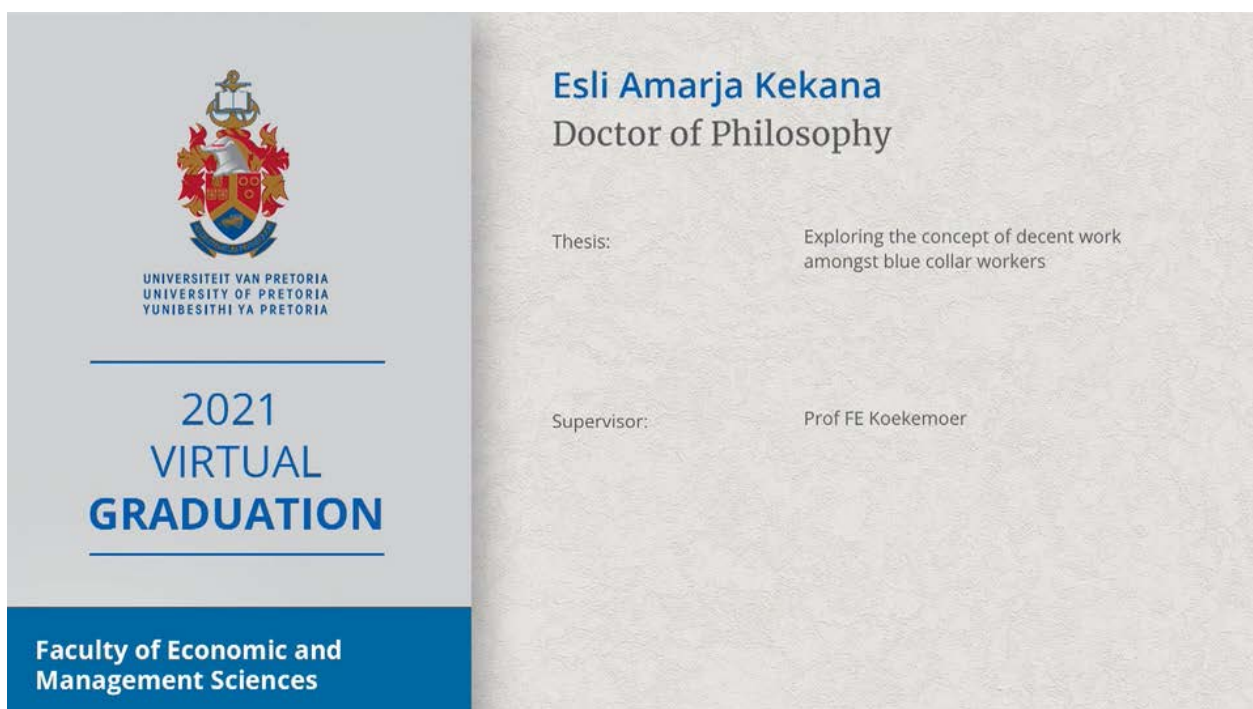 UNIVERSITEIT VAN PRETORIA
UNIVERSITY OF PRETORIA
YUNIBESITHI YA PRETORIA
2021
VIRTUAL
GRADUATION
Faculty of Economic and
Management Sciences
Esli Amarja Kekana
Doctor of Philosophy
Thesis:
Exploring the concept of decent work
amongst blue collar workers
Supervisor:
Prof FE Koekemoer